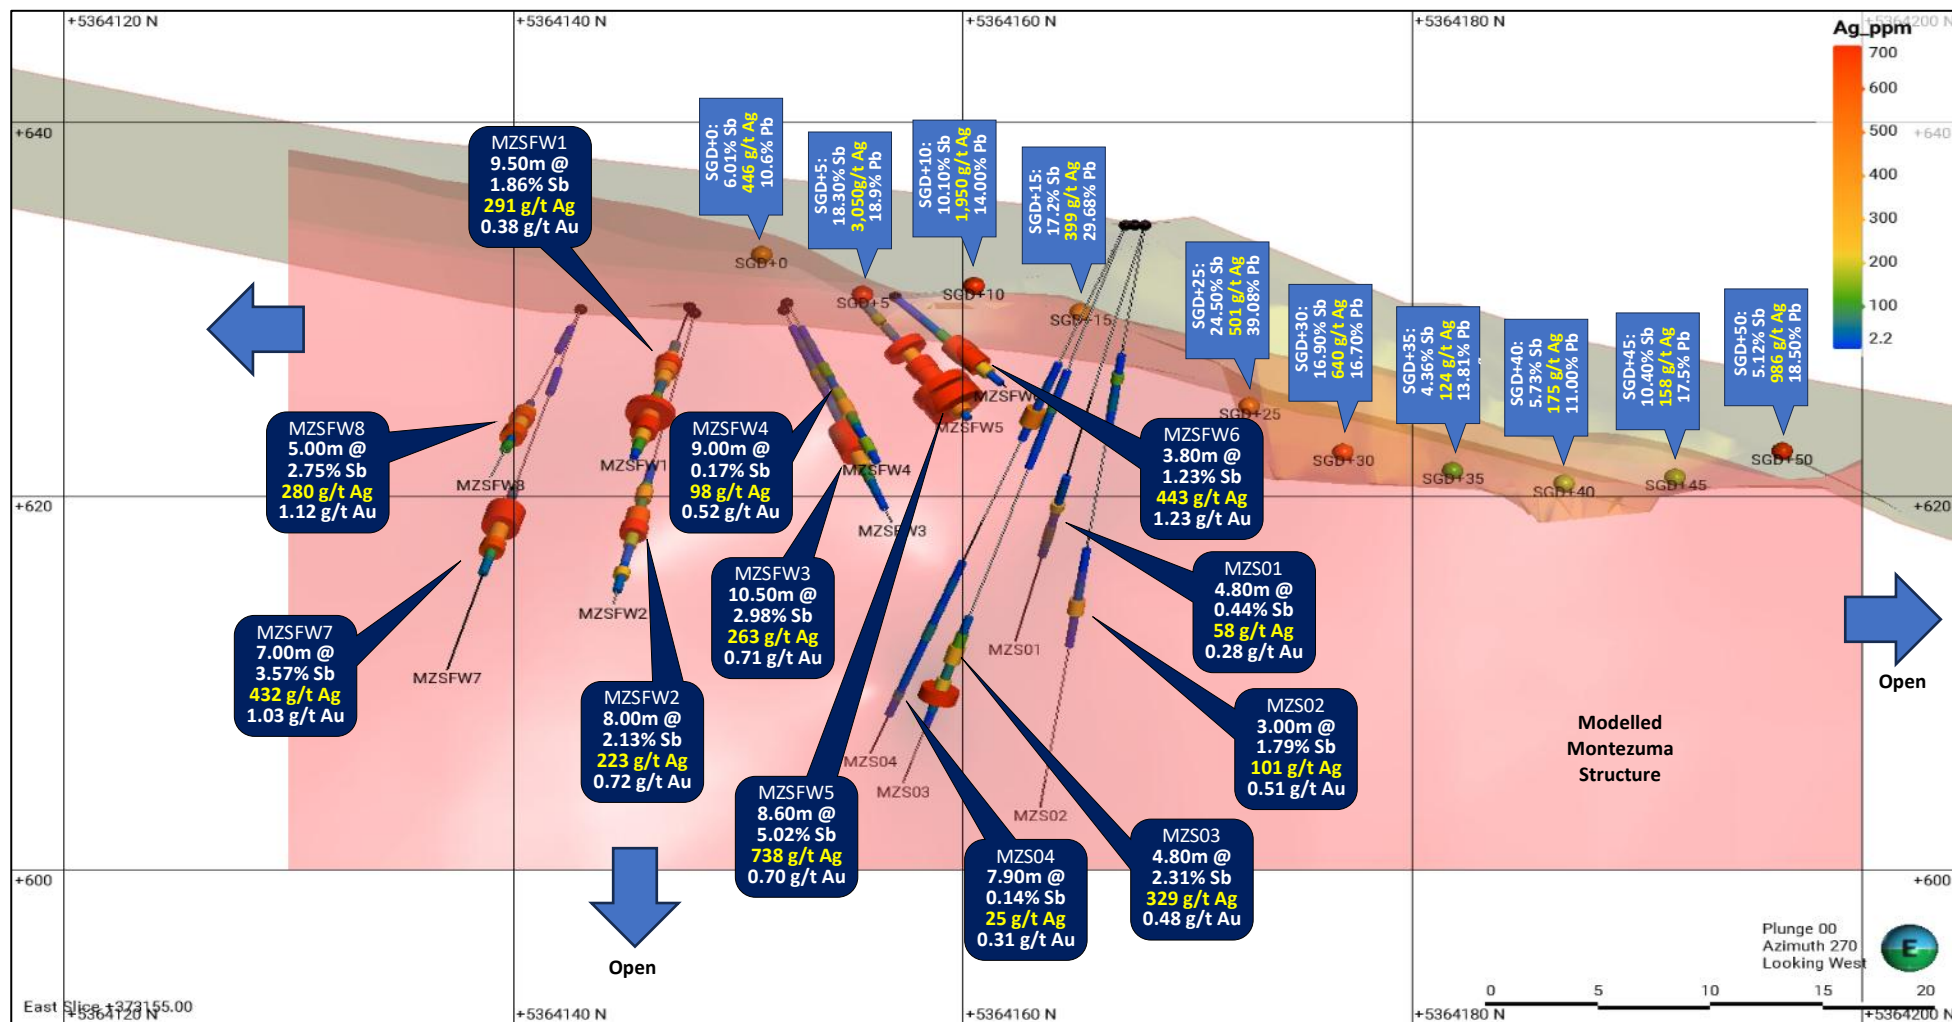 +5364120 N
+5364140 N
+5364160 N
+5364180 N
+5364200 N
Ag_ppm
700
600
500
400
300
200
100
2.2
+640
+640
+620
+620
+600
+600
MZSFW1
9.50m @
1.86% Sb
291 g/t Ag
0.38 g/t Au
SGD+0:
6.01% Sb
446 g/t Ag
10.6% Pb
SGD+5:
18.30% Sb
3,050g/t Ag
18.9% Pb
SGD+10:
10.10% Sb
1,950 g/t Ag
14.00% Pb
SGD+15:
17.2% Sb
399 g/t Ag
29.68% Pb
SGD+25:
24.50% Sb
501 g/t Ag
39.08% Pb
SGD+30:
16.90% Sb
640 g/t Ag
16.70% Pb
SGD+35:
4.36% Sb
124 g/t Ag
13.81% Pb
SGD+40:
5.73% Sb
175 g/t Ag
11.00% Pb
SGD+45:
10.40% Sb
158 g/t Ag
17.5% Pb
SGD+50:
5.12% Sb
986 g/t Ag
18.50% Pb
SGD+0
SGD+5
SGD+10
SGD+15
SGD+25
SGD+30
SGD+35
SGD+40
SGD+45
SGD+50
MZSFW8
5.00m @
2.75% Sb
280 g/t Ag
1.12 g/t Au
MZSFW4
9.00m @
0.17% Sb
98 g/t Ag
0.52 g/t Au
MZSFW6
3.80m @
1.23% Sb
443 g/t Ag
1.23 g/t Au
MZSFW8
MZSFW1
MZSFW4
MZSFW5
MZSFW3
MZSFW2
MZSFW7
MZS01
MZS04
MZS03
MZS02
MZSFW7
7.00m @
3.57% Sb
432 g/t Ag
1.03 g/t Au
MZSFW3
10.50m @
2.98% Sb
263 g/t Ag
0.71 g/t Au
MZS01
4.80m @
0.44% Sb
58 g/t Ag
0.28 g/t Au
MZSFW2
8.00m @
2.13% Sb
223 g/t Ag
0.72 g/t Au
MZS02
3.00m @
1.79% Sb
101 g/t Ag
0.51 g/t Au
MZSFW5
8.60m @
5.02% Sb
738 g/t Ag
0.70 g/t Au
MZS04
7.90m @
0.14% Sb
25 g/t Ag
0.31 g/t Au
MZS03
4.80m @
2.31% Sb
329 g/t Ag
0.48 g/t Au
Modelled
Montezuma
Structure
Open
Open
Plunge 00
Azimuth 270
Looking West
E
0 5 10 15 20
East Slice +373155.00
+5364120 N
+5364140 N
+5364160 N
+5364180 N
+5364200 N